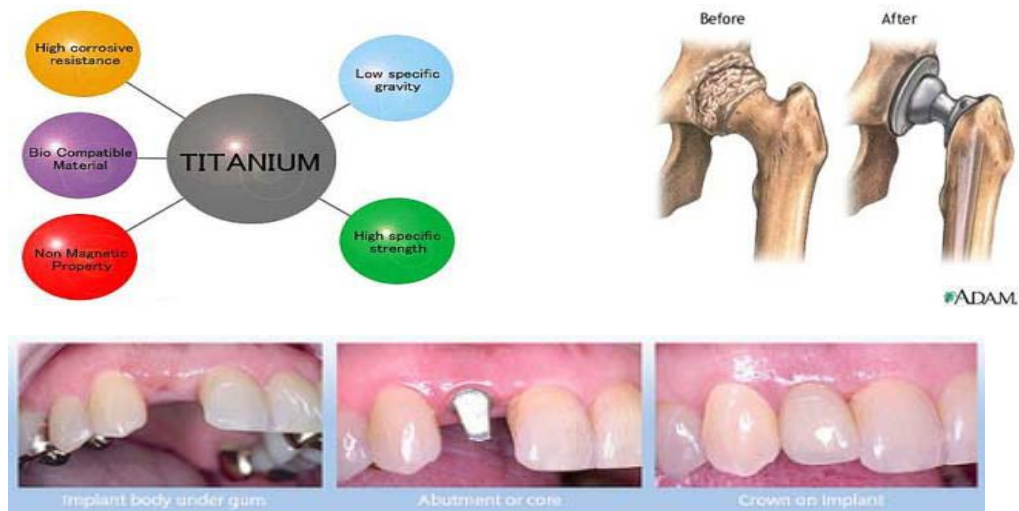 High corrosive
resistance
Bio Compatible
Material
Non Magnetic
Property
TITANIUM
Low specific
gravity
High specific
strength
Before
After
ADAM.
Implant body under gum
Abutment or core
Crown on implant